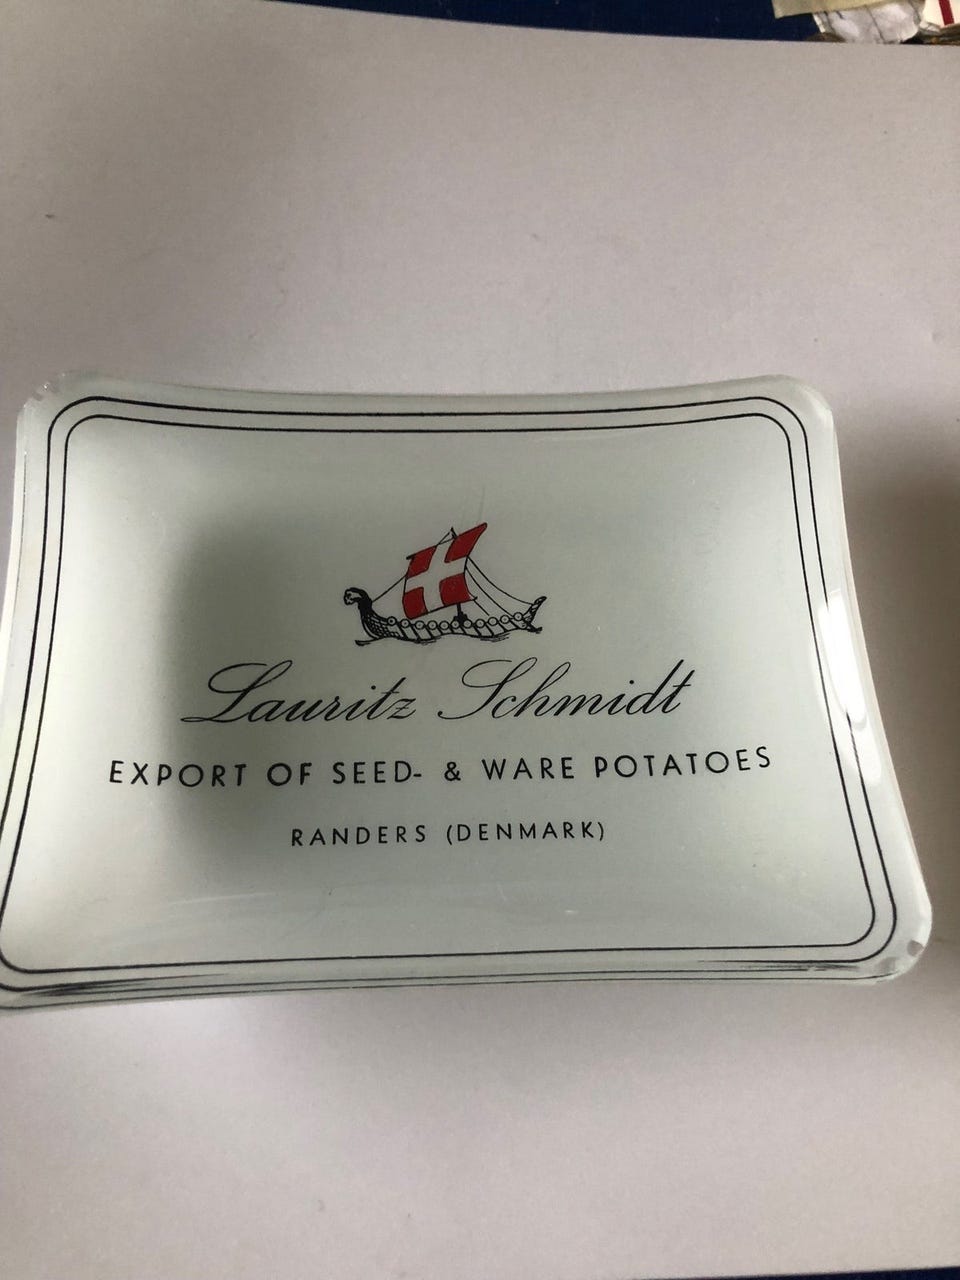 Lauritz Schmidt
EXPORT OF SEED- & WARE POTATOES
RANDERS (DENMARK)